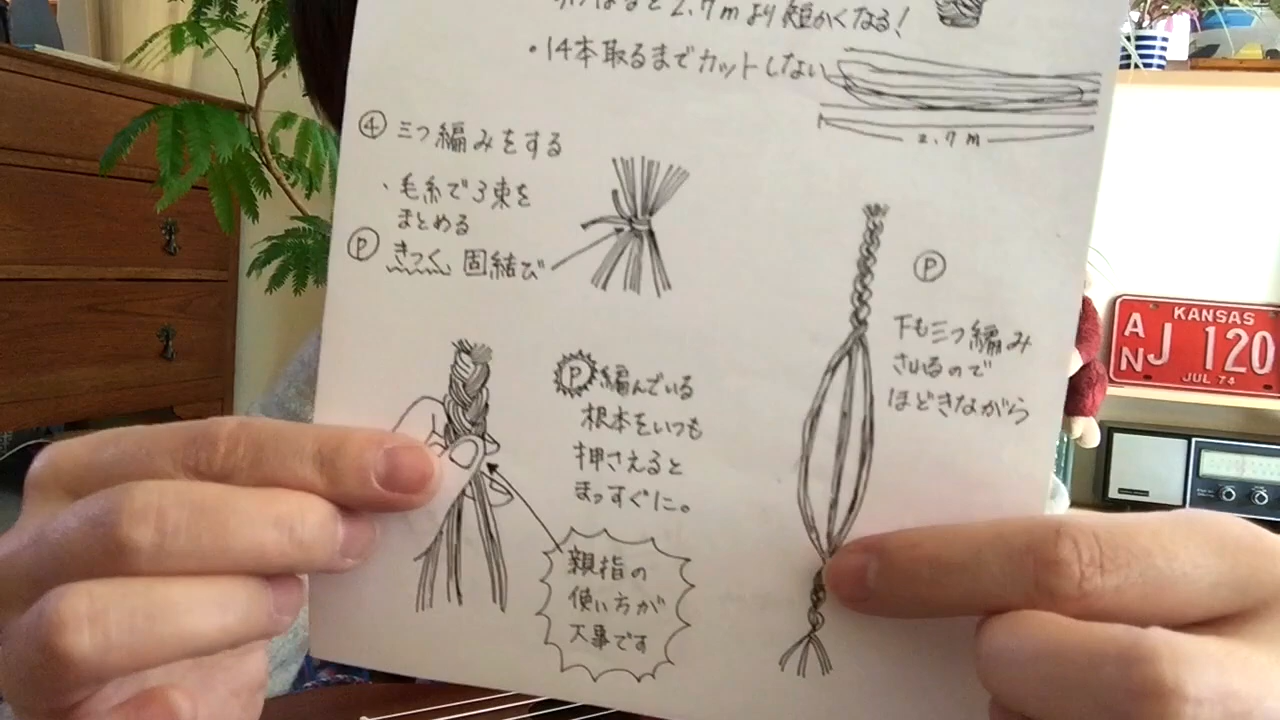 2.7mより短かくなる！
・14本取るまでカットしない
2.7M
④ 三つ編みをする
・毛糸で3束を
まとめる
Ⓟ きつく 固結び
Ⓟ 編んでいる
根本をいつも
押さえると
まっすぐに。
親指の
使い方が
大事です
Ⓟ
下も三つ編み
されるので
ほどきながら
KANSAS
AN J 120
JUL 74